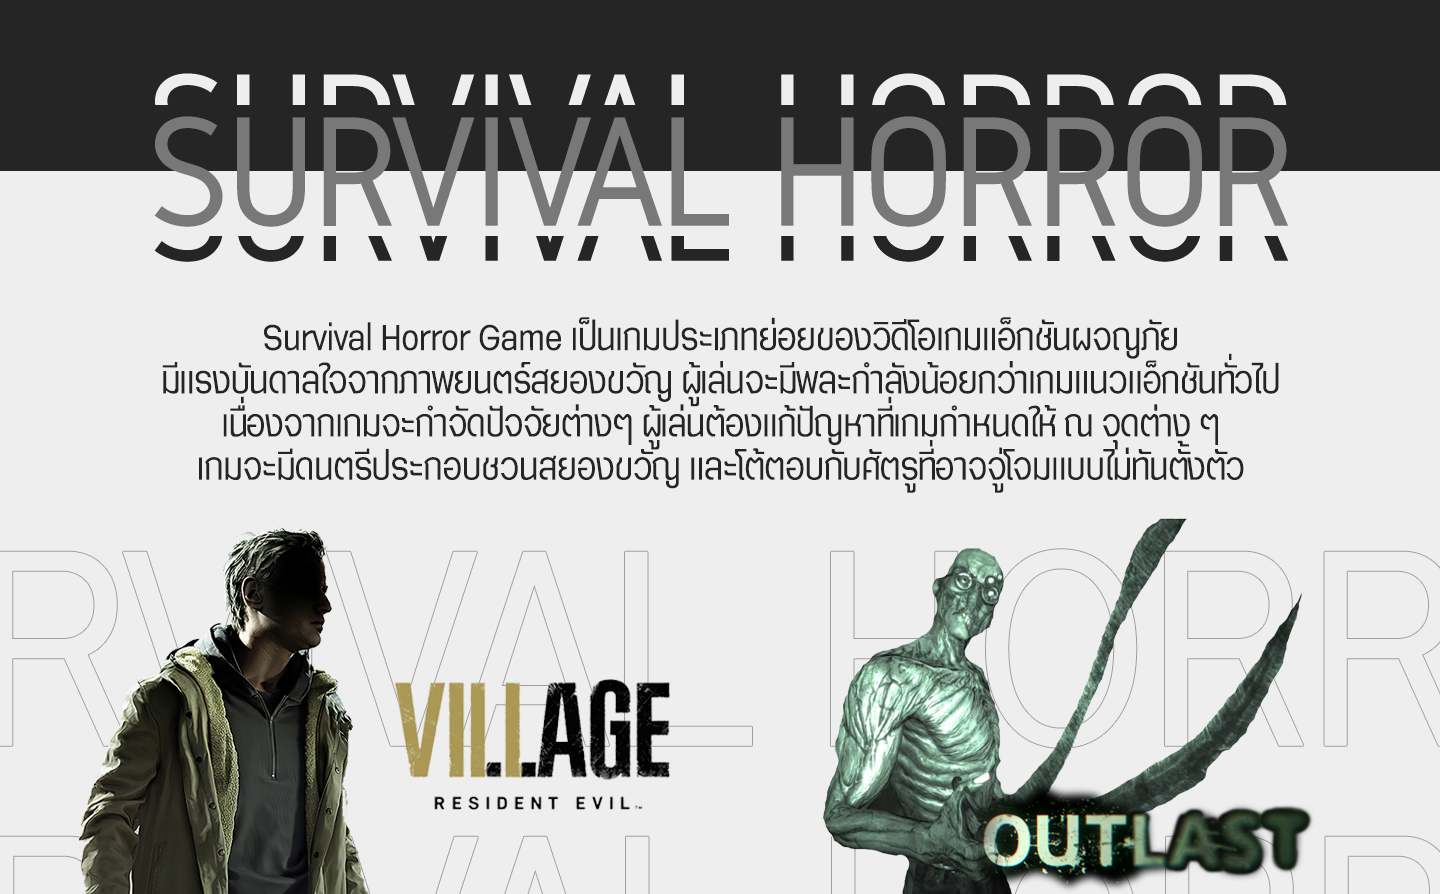 SURVIVAL HORROR
SURVIVAL HORROR
SURVIVAL HORROR
Survival Horror Game เป็นเกมประเภทย่อยของวิดีโอเกมแอ็กชันผจญภัย
มีแรงบันดาลใจจากภาพยนตร์สยองขวัญ ผู้เล่นจะมีพละกำลังน้อยกว่าเกมแนวแอ็กชันทั่วไป
เนื่องจากเกมจะกำจัดปัจจัยต่างๆ ผู้เล่นต้องแก้ปัญหาที่เกมกำหนดให้ ณ จุดต่าง ๆ
เกมจะมีดนตรีประกอบชวนสยองขวัญ และโต้ตอบกับศัตรูที่อาจจู่โจมแบบไม่ทันตั้งตัว
RVIVAL HORR
VILLAGE
RESIDENT EVIL™
OUTLAST